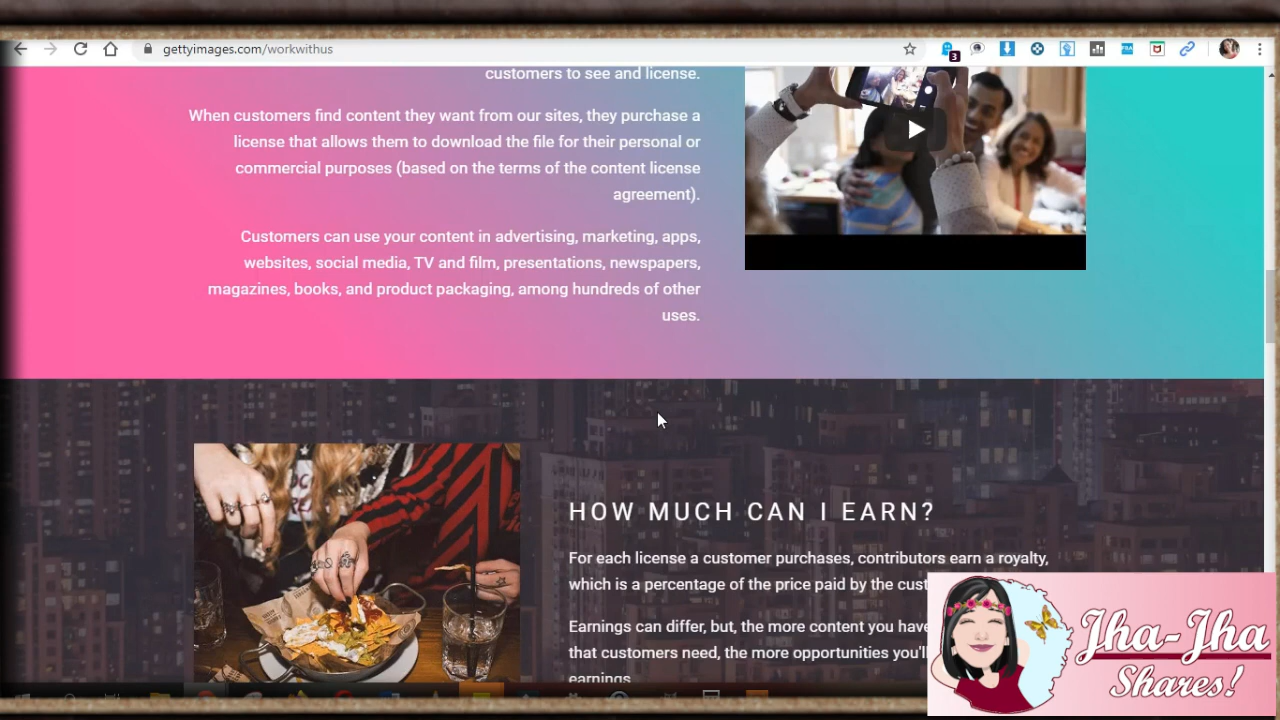 gettyimages.com/workwithus
3
customers to see and license.
When customers find content they want from our sites, they purchase a
license that allows them to download the file for their personal or
commercial purposes (based on the terms of the content license
agreement).
Customers can use your content in advertising, marketing, apps,
websites, social media, TV and film, presentations, newspapers,
magazines, books, and product packaging, among hundreds of other
uses.
HOW MUCH CAN I EARN?
For each license a customer purchases, contributors earn a royalty,
which is a percentage of the price paid by the
Earnings can differ, but, the more content you have
that customers need, the more opportunities you'll
earnings
Jha-Jha
Shares!